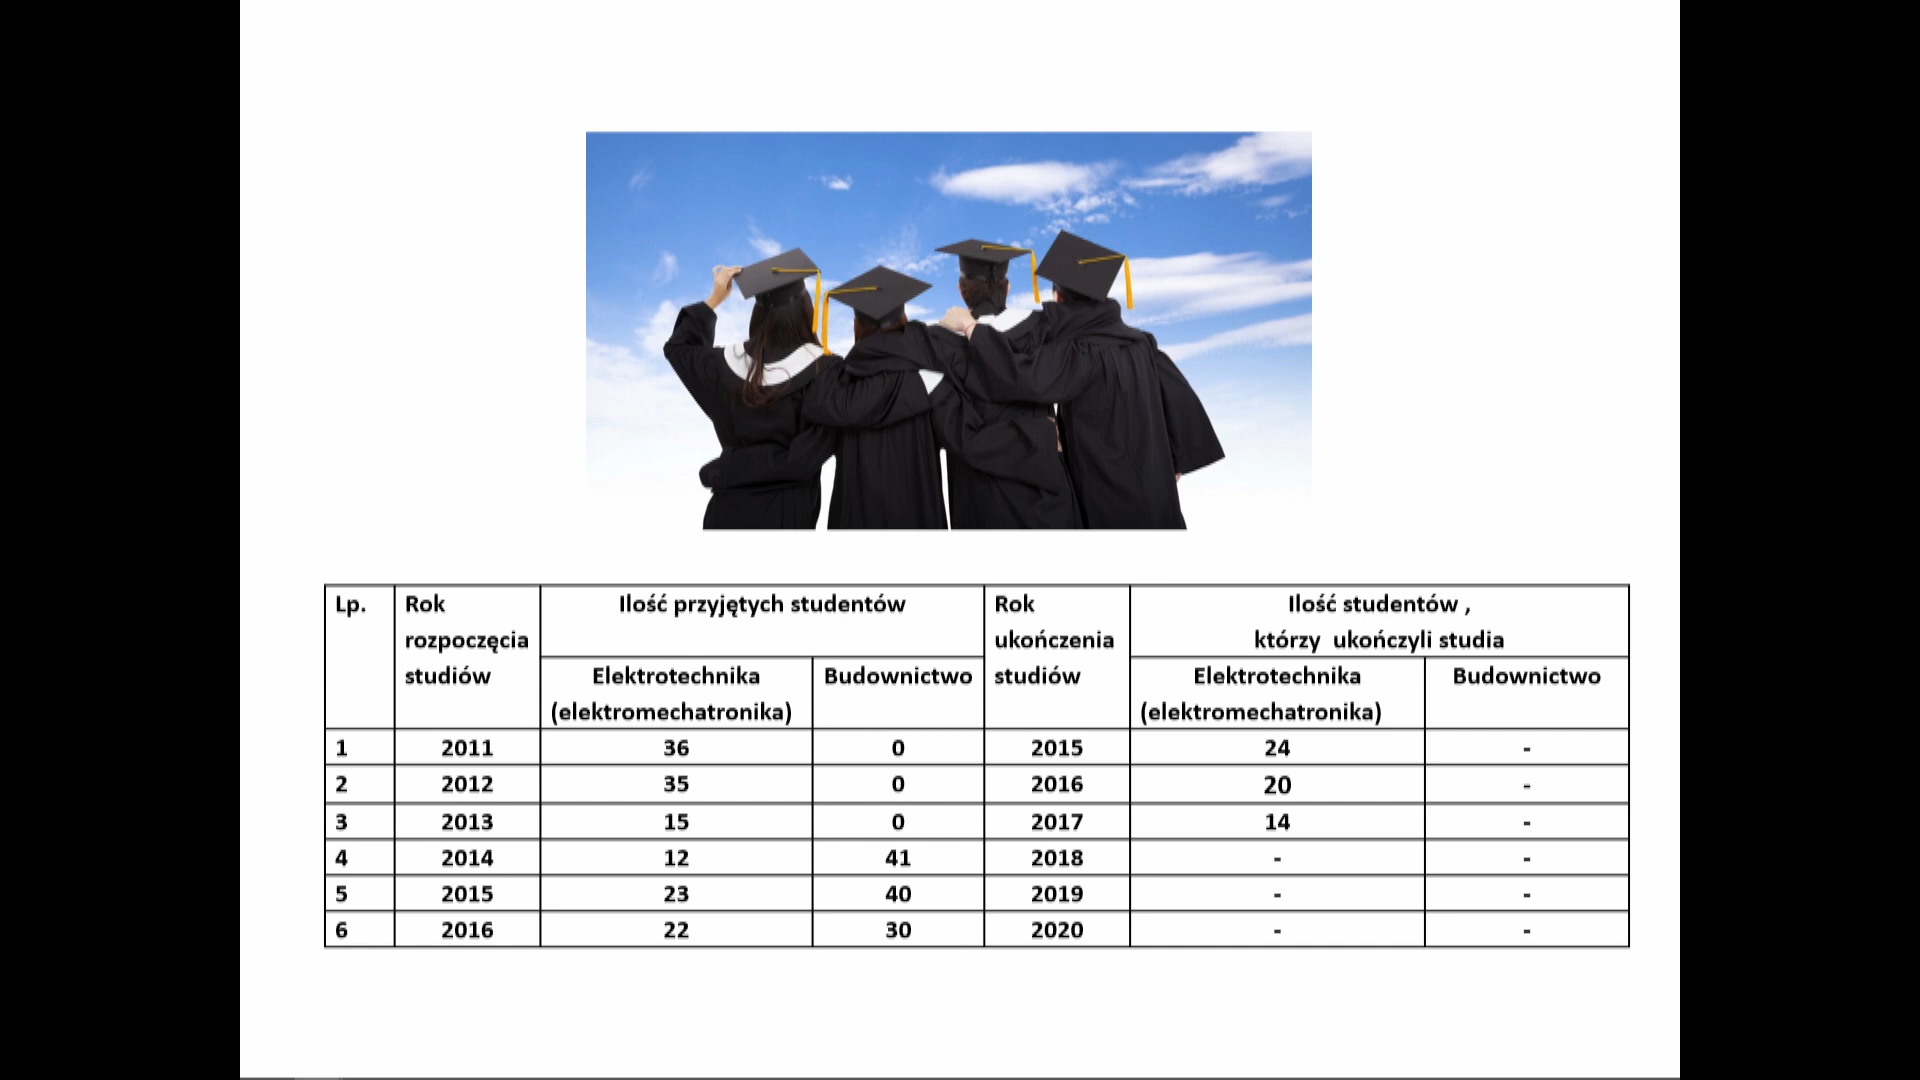 Lp. Rok rozpoczęcia studiów Ilość przyjętych studentów Rok ukończenia studiów Ilość studentów , którzy ukończyli studia
Elektrotechnika (elektromechatronika) Budownictwo Elektrotechnika (elektromechatronika) Budownictwo
1 2011 36 0 2015 24 -
2 2012 35 0 2016 20 -
3 2013 15 0 2017 14 -
4 2014 12 41 2018 - -
5 2015 23 40 2019 - -
6 2016 22 30 2020 - -